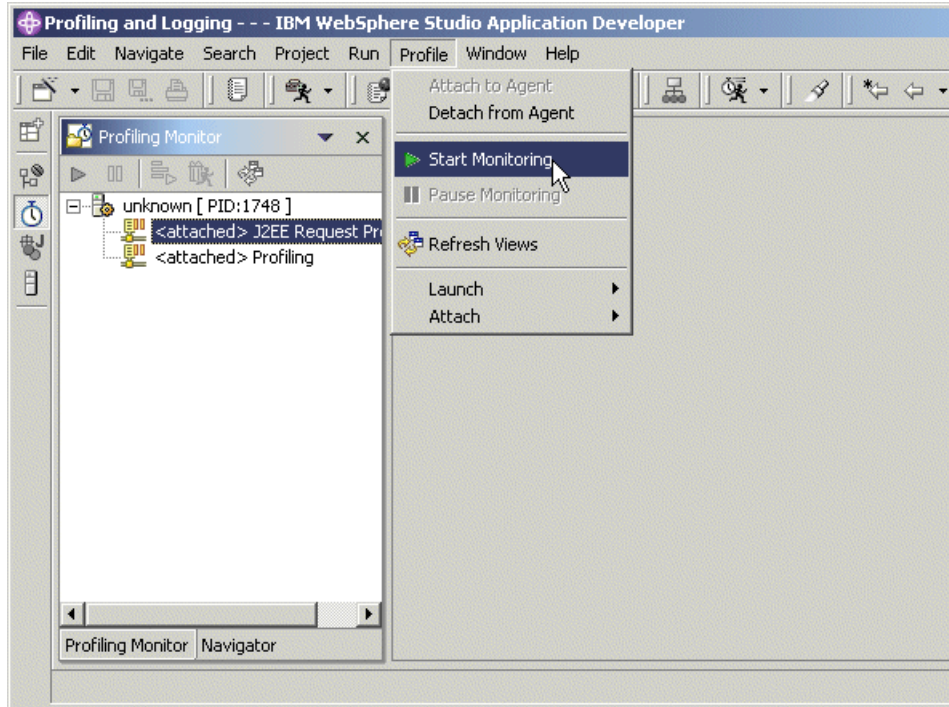 Profiling and Logging - - - IBM WebSphere Studio Application Developer
File Edit Navigate Search Project Run Profile Window Help
Attach to Agent
Detach from Agent
Start Monitoring
Pause Monitoring
Refresh Views
Launch
Attach
Profiling Monitor
unknown [ PID:1748 ]
<attached> J2EE Request Pr
<attached> Profiling
Profiling Monitor Navigator